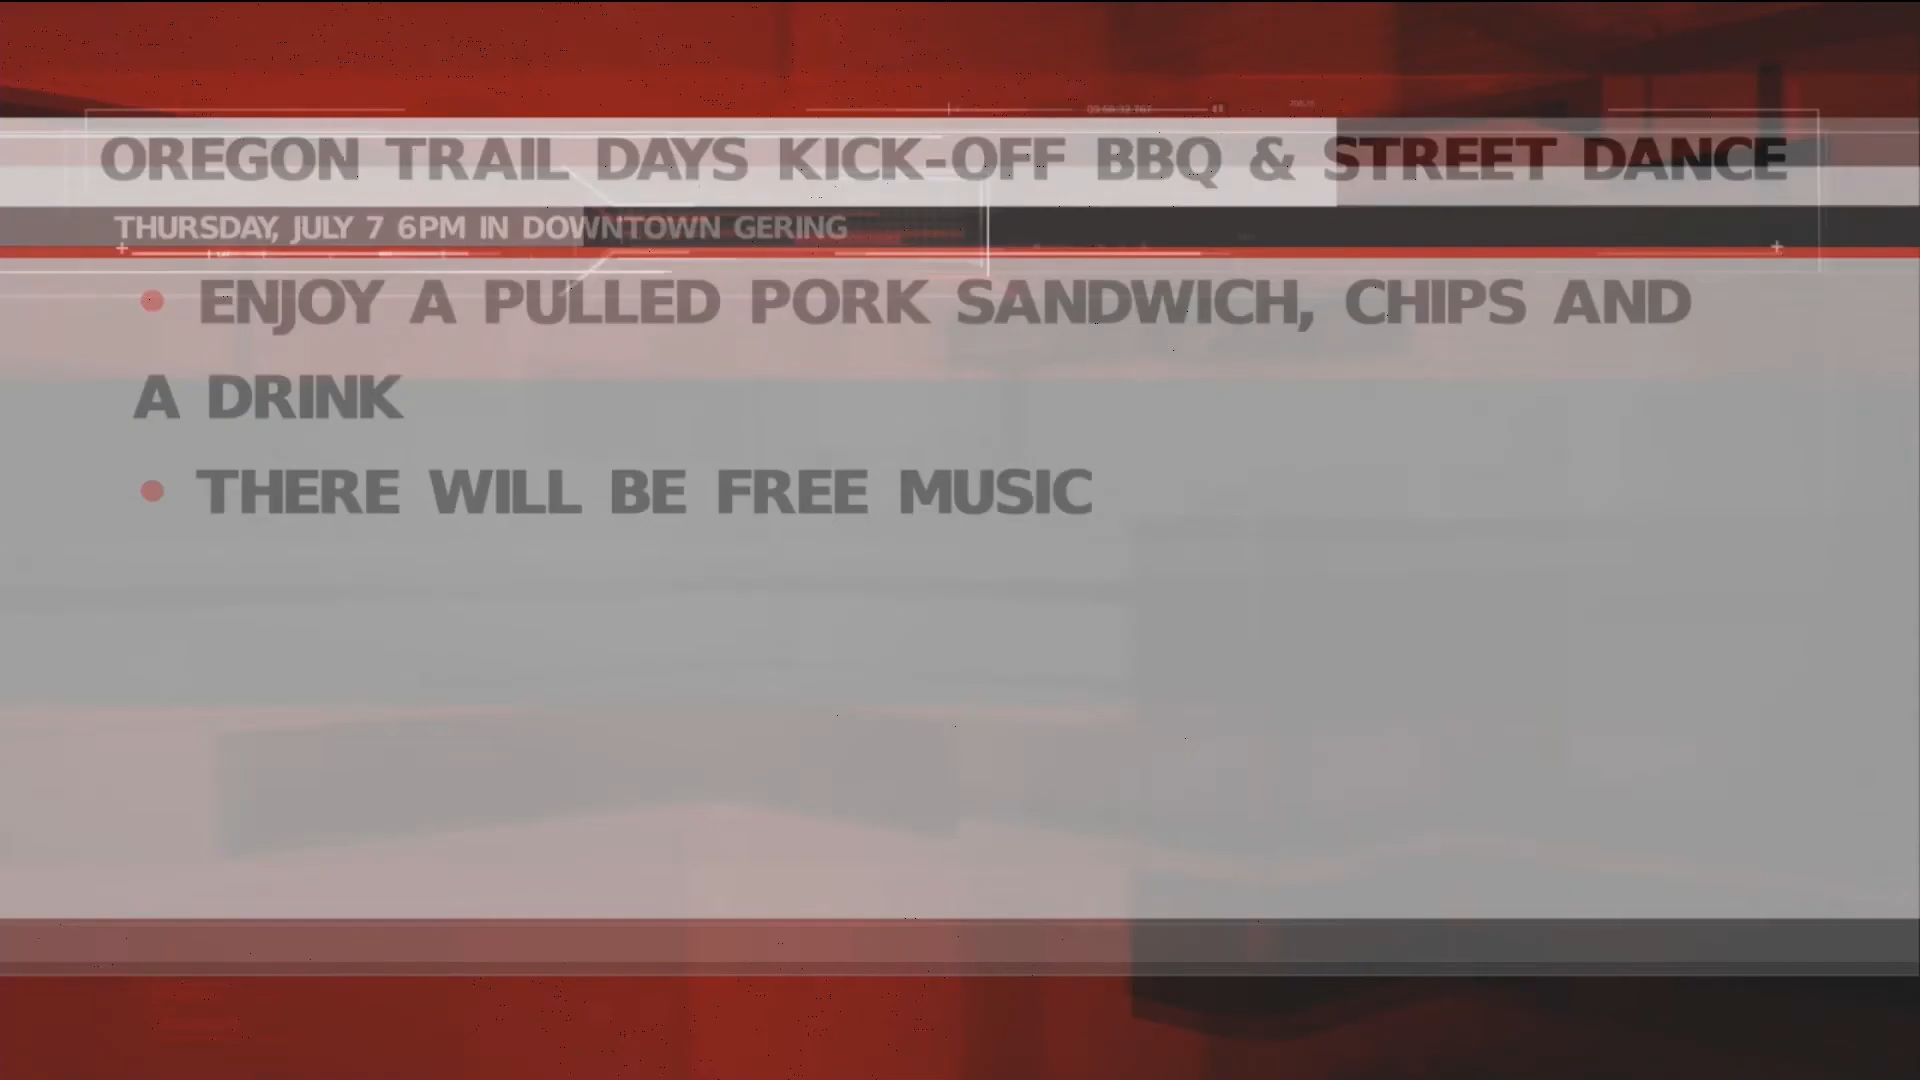 OREGON TRAIL DAYS KICK-OFF BBQ & STREET DANCE
THURSDAY, JULY 7 6PM IN DOWNTOWN GERING
• ENJOY A PULLED PORK SANDWICH, CHIPS AND
A DRINK
• THERE WILL BE FREE MUSIC